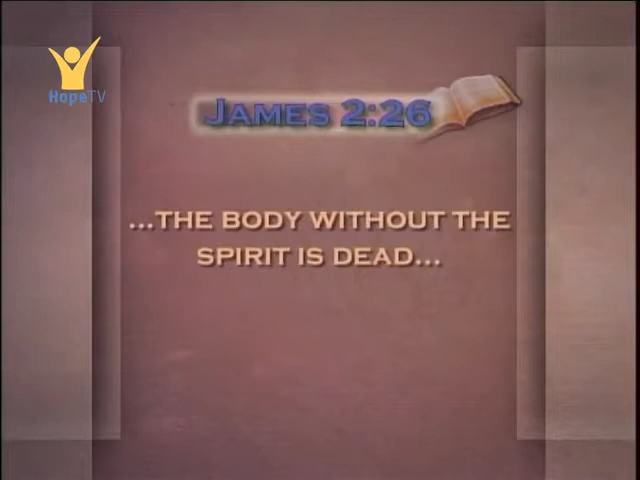 HopeTV
JAMES 2:26
...THE BODY WITHOUT THE
SPIRIT IS DEAD...